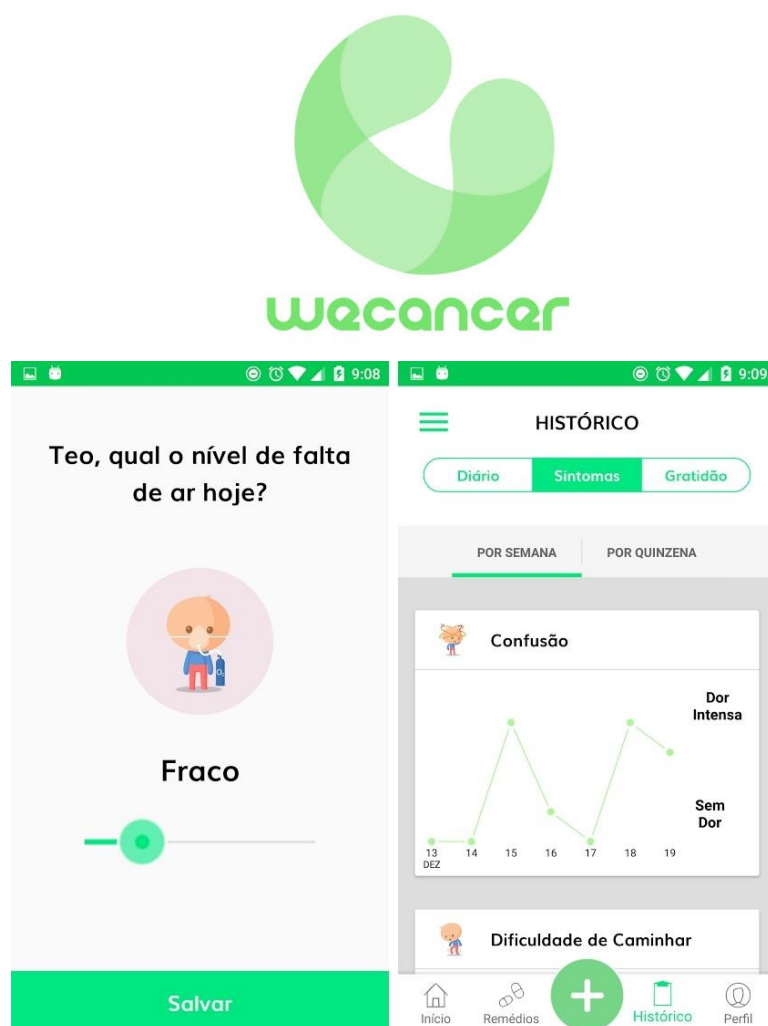 wecancer
9:08
Teo, qual o nível de falta
de ar hoje?
O₂
Fraco
Salvar
9:09
HISTÓRICO
Diário Sintomas Gratidão
POR SEMANA POR QUINZENA
Confusão
Dor
Intensa
Sem
Dor
13 14 15 16 17 18 19
DEZ
Dificuldade de Caminhar
Início Remédios Histórico Perfil